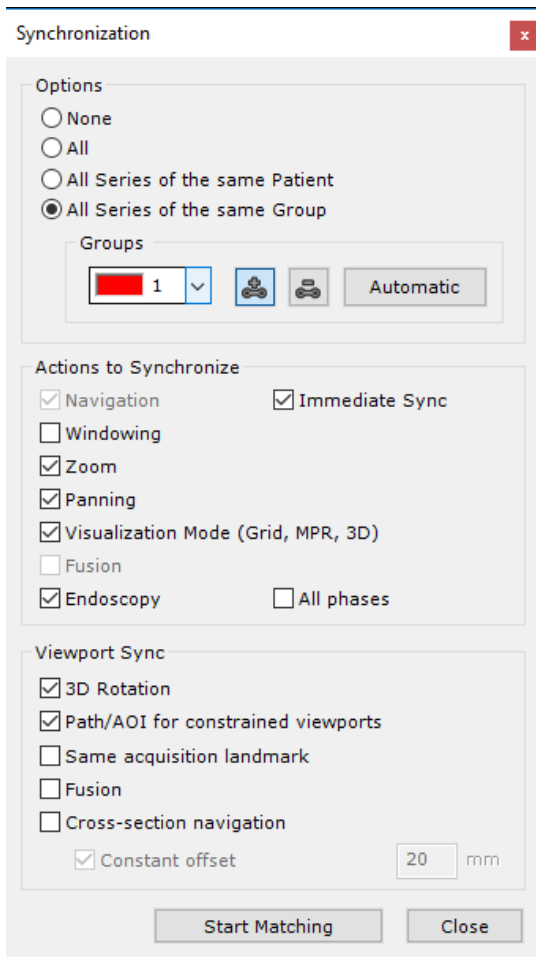 Synchronization
x
Options
None
All
All Series of the same Patient
All Series of the same Group
Groups
1
Automatic
Actions to Synchronize
Navigation Immediate Sync
Windowing
Zoom
Panning
Visualization Mode (Grid, MPR, 3D)
Fusion
Endoscopy All phases
Viewport Sync
3D Rotation
Path/AOI for constrained viewports
Same acquisition landmark
Fusion
Cross-section navigation
Constant offset 20 mm
Start Matching Close